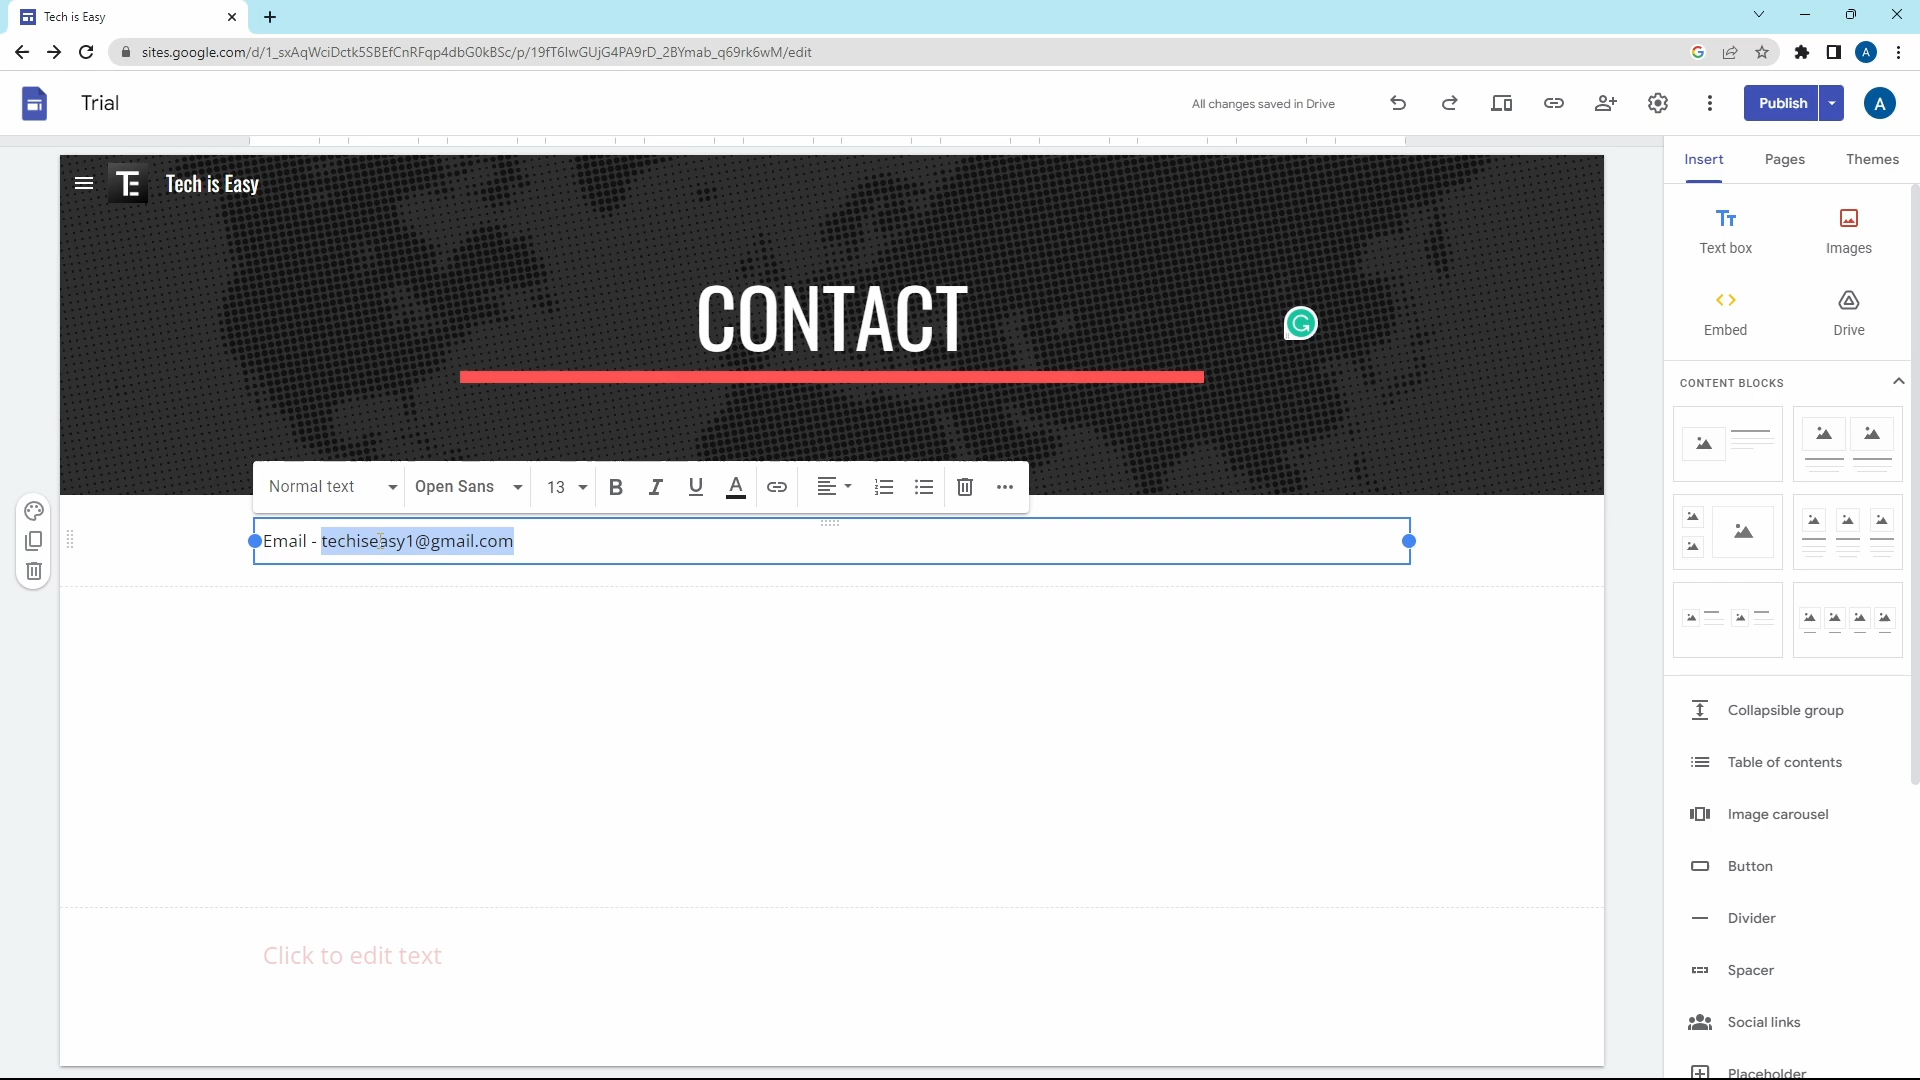 Tech is Easy
sites.google.com/d/1_sxAqWciDctk5SBEfCnRFqp4dbG0kBSc/p/19fT6lwGUjG4PA9rD_2BYmab_q69rk6wM/edit
A
Trial
All changes saved in Drive
Publish
A
TE
Tech is Easy
CONTACT
G
Normal text
Open Sans
13
B
I
U
A
Email - techiseasy1@gmail.com
Click to edit text
Insert
Pages
Themes
Text box
Images
Embed
Drive
CONTENT BLOCKS
Collapsible group
Table of contents
Image carousel
Button
Divider
Spacer
Social links
Placeholder